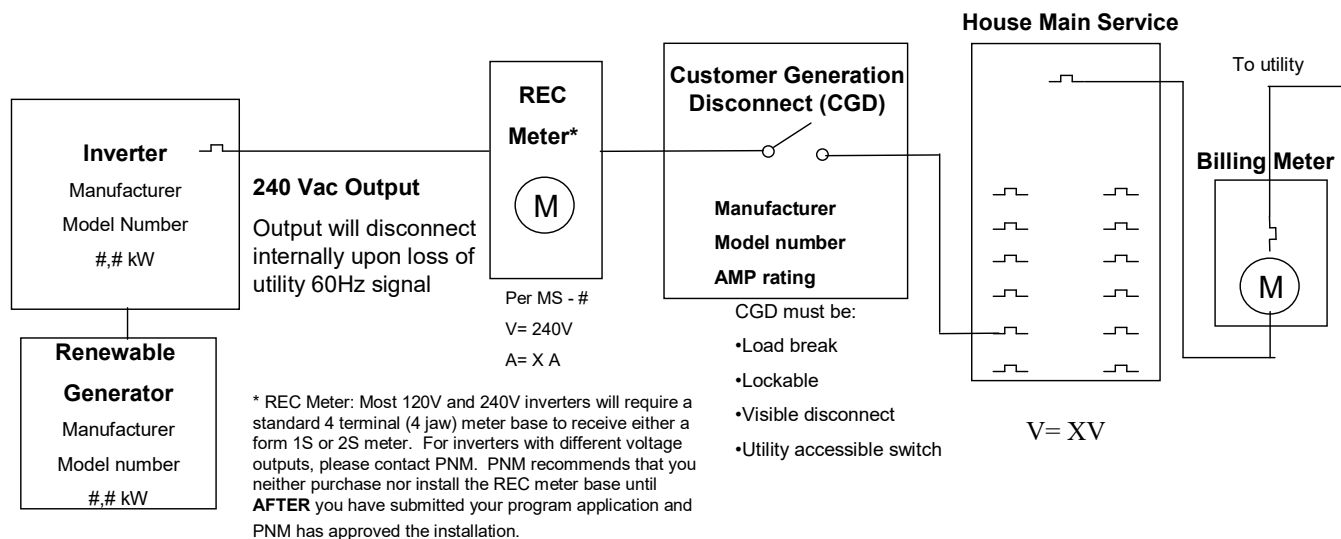 House Main Service
To utility
Customer Generation
Disconnect (CGD)
REC
Meter*
M
Inverter
Manufacturer
Model Number
#,# kW
240 Vac Output
Output will disconnect
internally upon loss of
utility 60Hz signal
Billing Meter
M
Manufacturer
Model number
AMP rating
Per MS - #
V= 240V
A= X A
CGD must be:
•Load break
•Lockable
•Visible disconnect
•Utility accessible switch
V= XV
Renewable
Generator
Manufacturer
Model number
#,# kW
* REC Meter: Most 120V and 240V inverters will require a
standard 4 terminal (4 jaw) meter base to receive either a
form 1S or 2S meter. For inverters with different voltage
outputs, please contact PNM. PNM recommends that you
neither purchase nor install the REC meter base until
AFTER you have submitted your program application and
PNM has approved the installation.